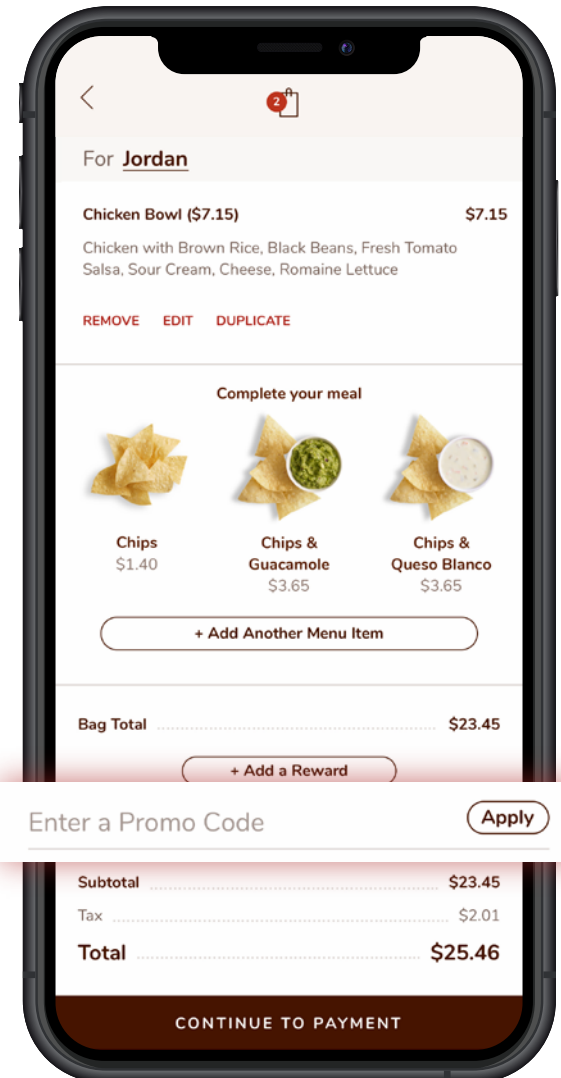 2
For Jordan
Chicken Bowl ($7.15) $7.15
Chicken with Brown Rice, Black Beans, Fresh Tomato
Salsa, Sour Cream, Cheese, Romaine Lettuce
REMOVE EDIT DUPLICATE
Complete your meal
Chips
$1.40
Chips &
Guacamole
$3.65
Chips &
Queso Blanco
$3.65
+ Add Another Menu Item
Bag Total $23.45
+ Add a Reward
Enter a Promo Code Apply
Subtotal $23.45
Tax $2.01
Total $25.46
CONTINUE TO PAYMENT